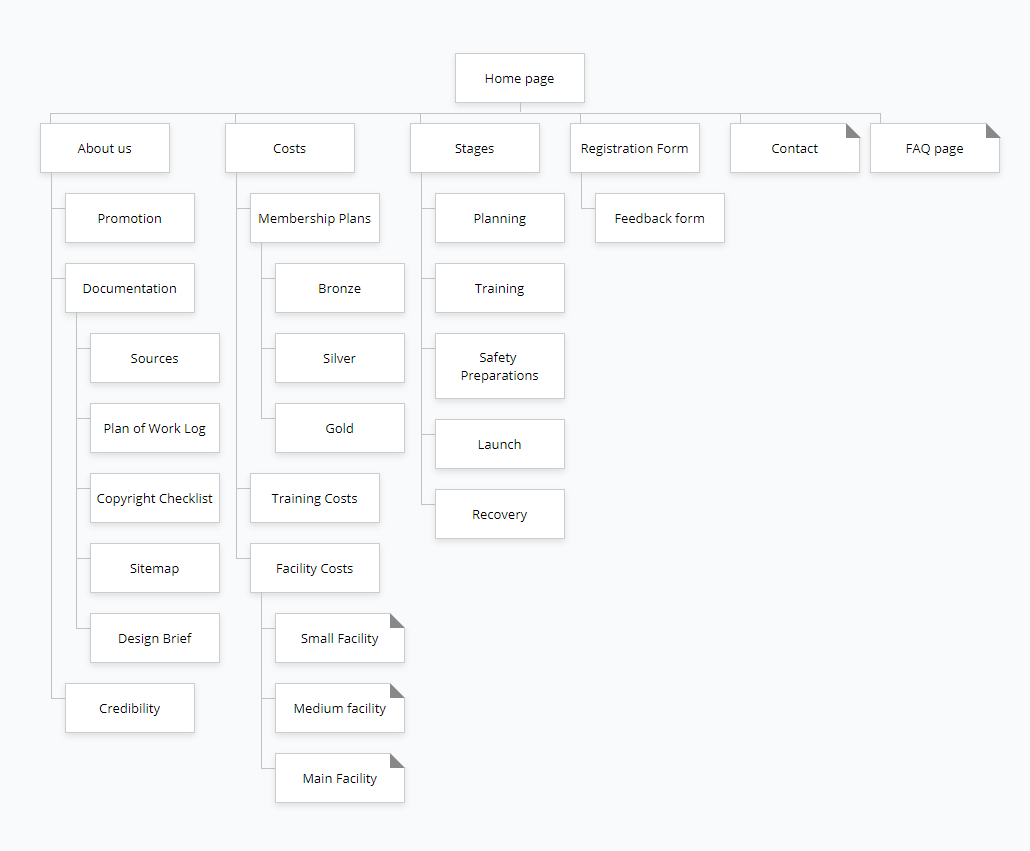 Home page
About us
Costs
Stages
Registration Form
Contact
FAQ page
Promotion
Documentation
Sources
Plan of Work Log
Copyright Checklist
Sitemap
Design Brief
Credibility
Membership Plans
Bronze
Silver
Gold
Training Costs
Facility Costs
Small Facility
Medium facility
Main Facility
Planning
Training
Safety
Preparations
Launch
Recovery
Feedback form